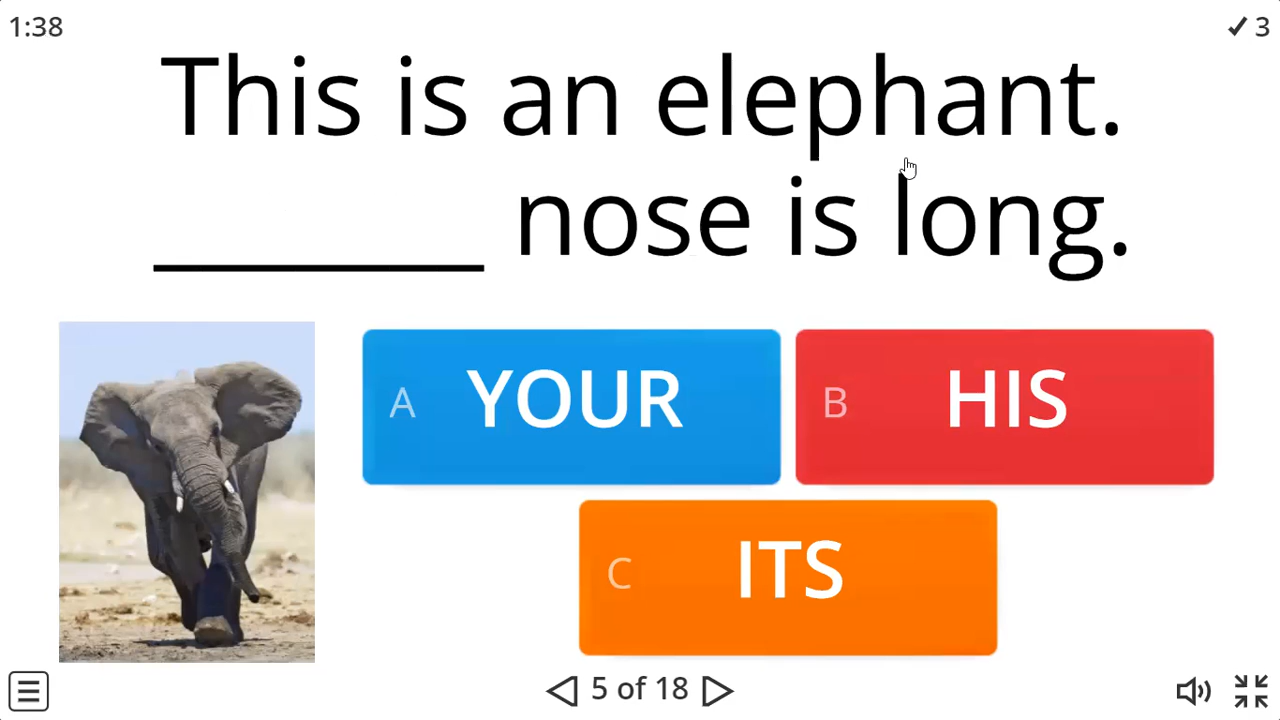 1:38
✓ 3
This is an elephant.
________ nose is long.
A YOUR
B HIS
C ITS
5 of 18